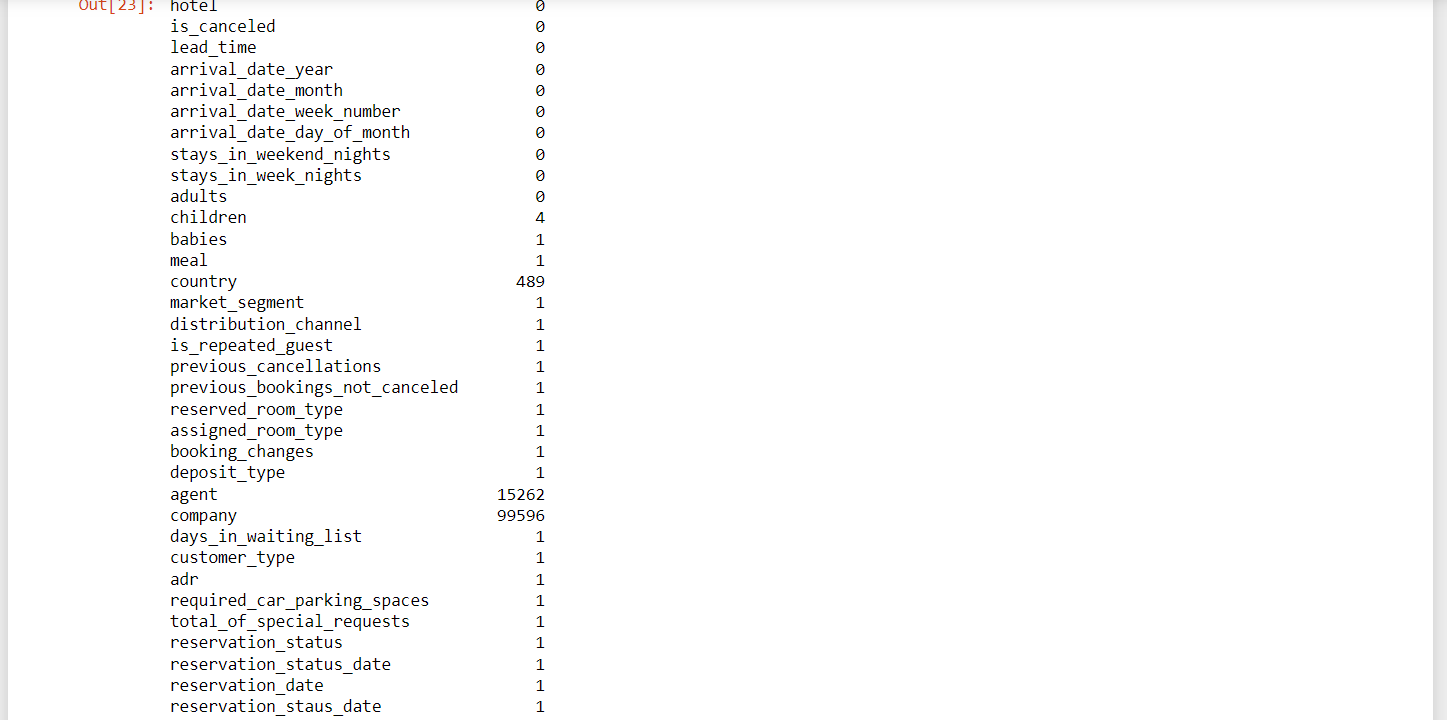 Out[23]: hotel 0
is_canceled 0
lead_time 0
arrival_date_year 0
arrival_date_month 0
arrival_date_week_number 0
arrival_date_day_of_month 0
stays_in_weekend_nights 0
stays_in_week_nights 0
adults 0
children 4
babies 1
meal 1
country 489
market_segment 1
distribution_channel 1
is_repeated_guest 1
previous_cancellations 1
previous_bookings_not_canceled 1
reserved_room_type 1
assigned_room_type 1
booking_changes 1
deposit_type 1
agent 15262
company 99596
days_in_waiting_list 1
customer_type 1
adr 1
required_car_parking_spaces 1
total_of_special_requests 1
reservation_status 1
reservation_status_date 1
reservation_date 1
reservation_staus_date 1